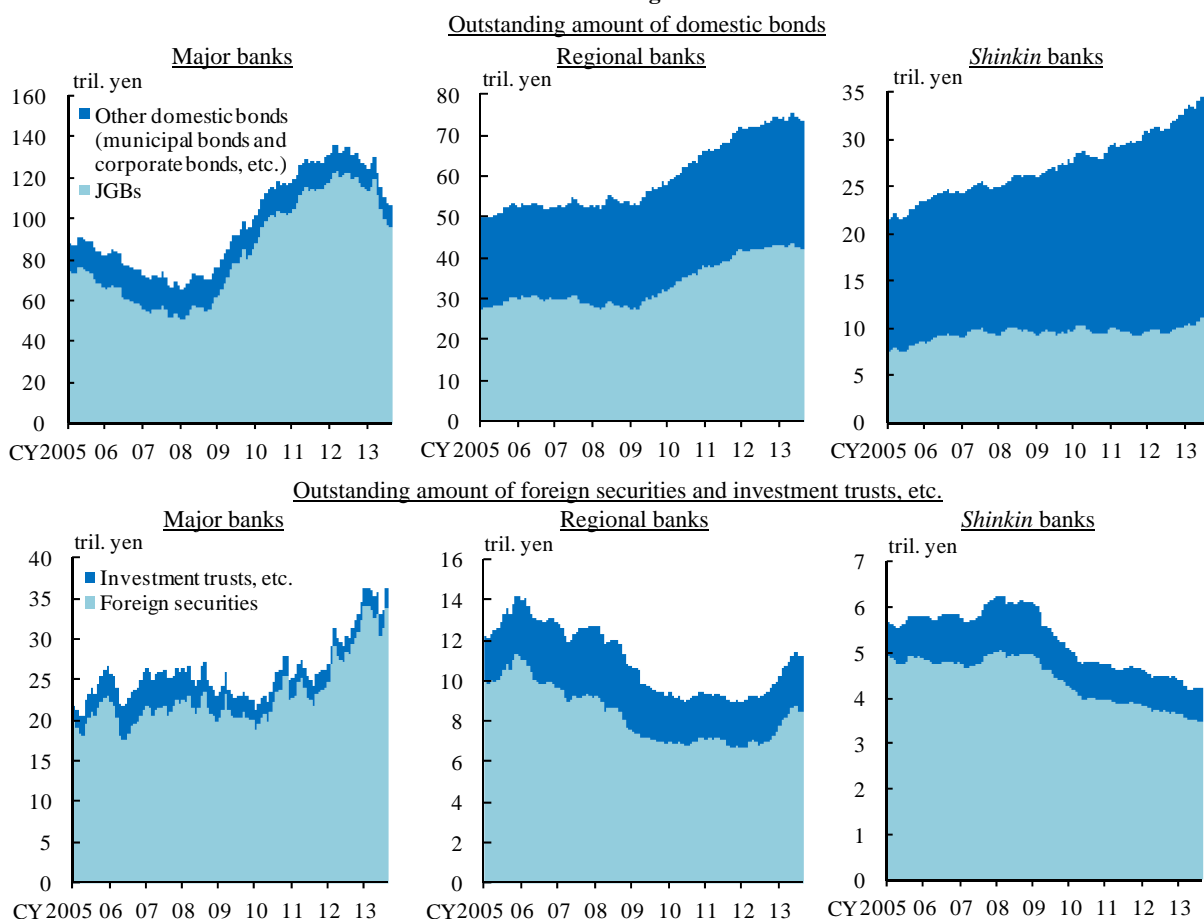 Outstanding amount of domestic bonds
Major banks
tril. yen
160
140
120
100
80
60
40
20
0
Other domestic bonds
(municipal bonds and
corporate bonds, etc.)
JGBs
CY2005 06 07 08 09 10 11 12 13
Regional banks
tril. yen
80
70
60
50
40
30
20
10
0
CY2005 06 07 08 09 10 11 12 13
Shinkin banks
tril. yen
35
30
25
20
15
10
5
0
CY2005 06 07 08 09 10 11 12 13
Outstanding amount of foreign securities and investment trusts, etc.
Major banks
tril. yen
40
35
30
25
20
15
10
5
0
Investment trusts, etc.
Foreign securities
CY2005 06 07 08 09 10 11 12 13
Regional banks
tril. yen
16
14
12
10
8
6
4
2
0
CY2005 06 07 08 09 10 11 12 13
Shinkin banks
tril. yen
7
6
5
4
3
2
1
0
CY2005 06 07 08 09 10 11 12 13